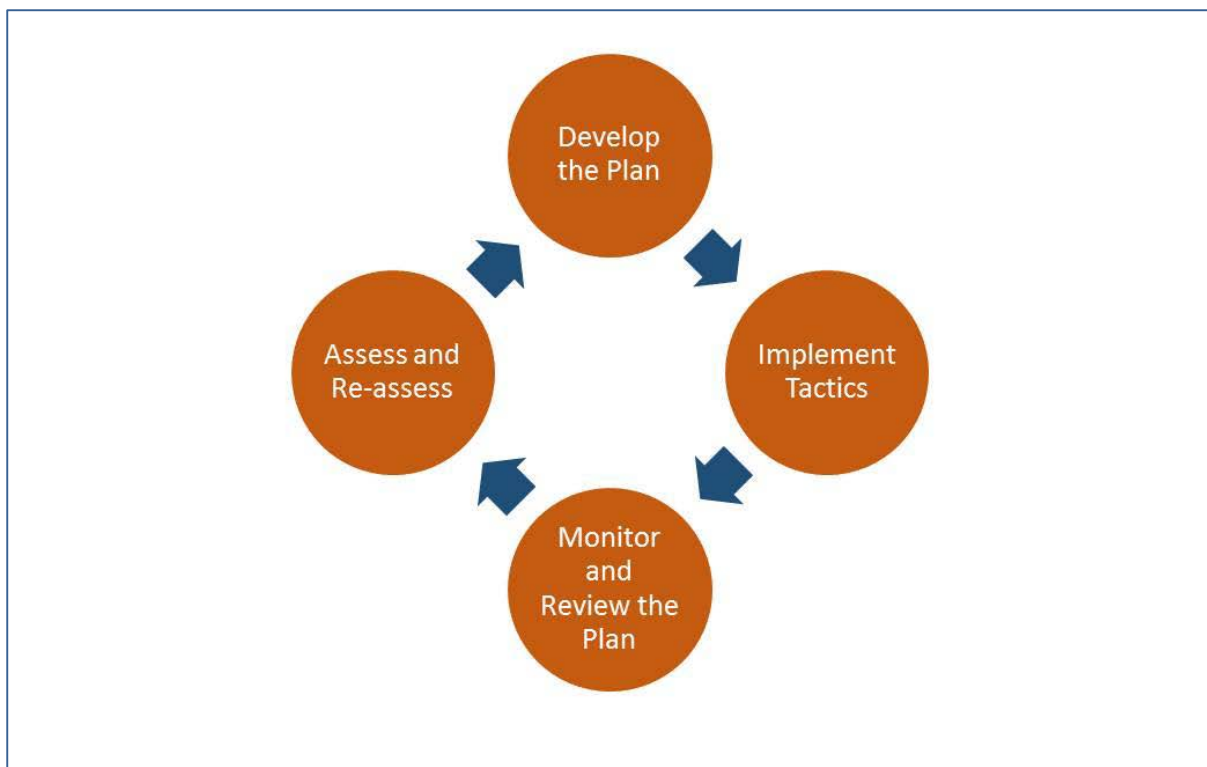 Develop
the Plan
Implement
Tactics
Monitor
and
Review the
Plan
Assess and
Re-assess